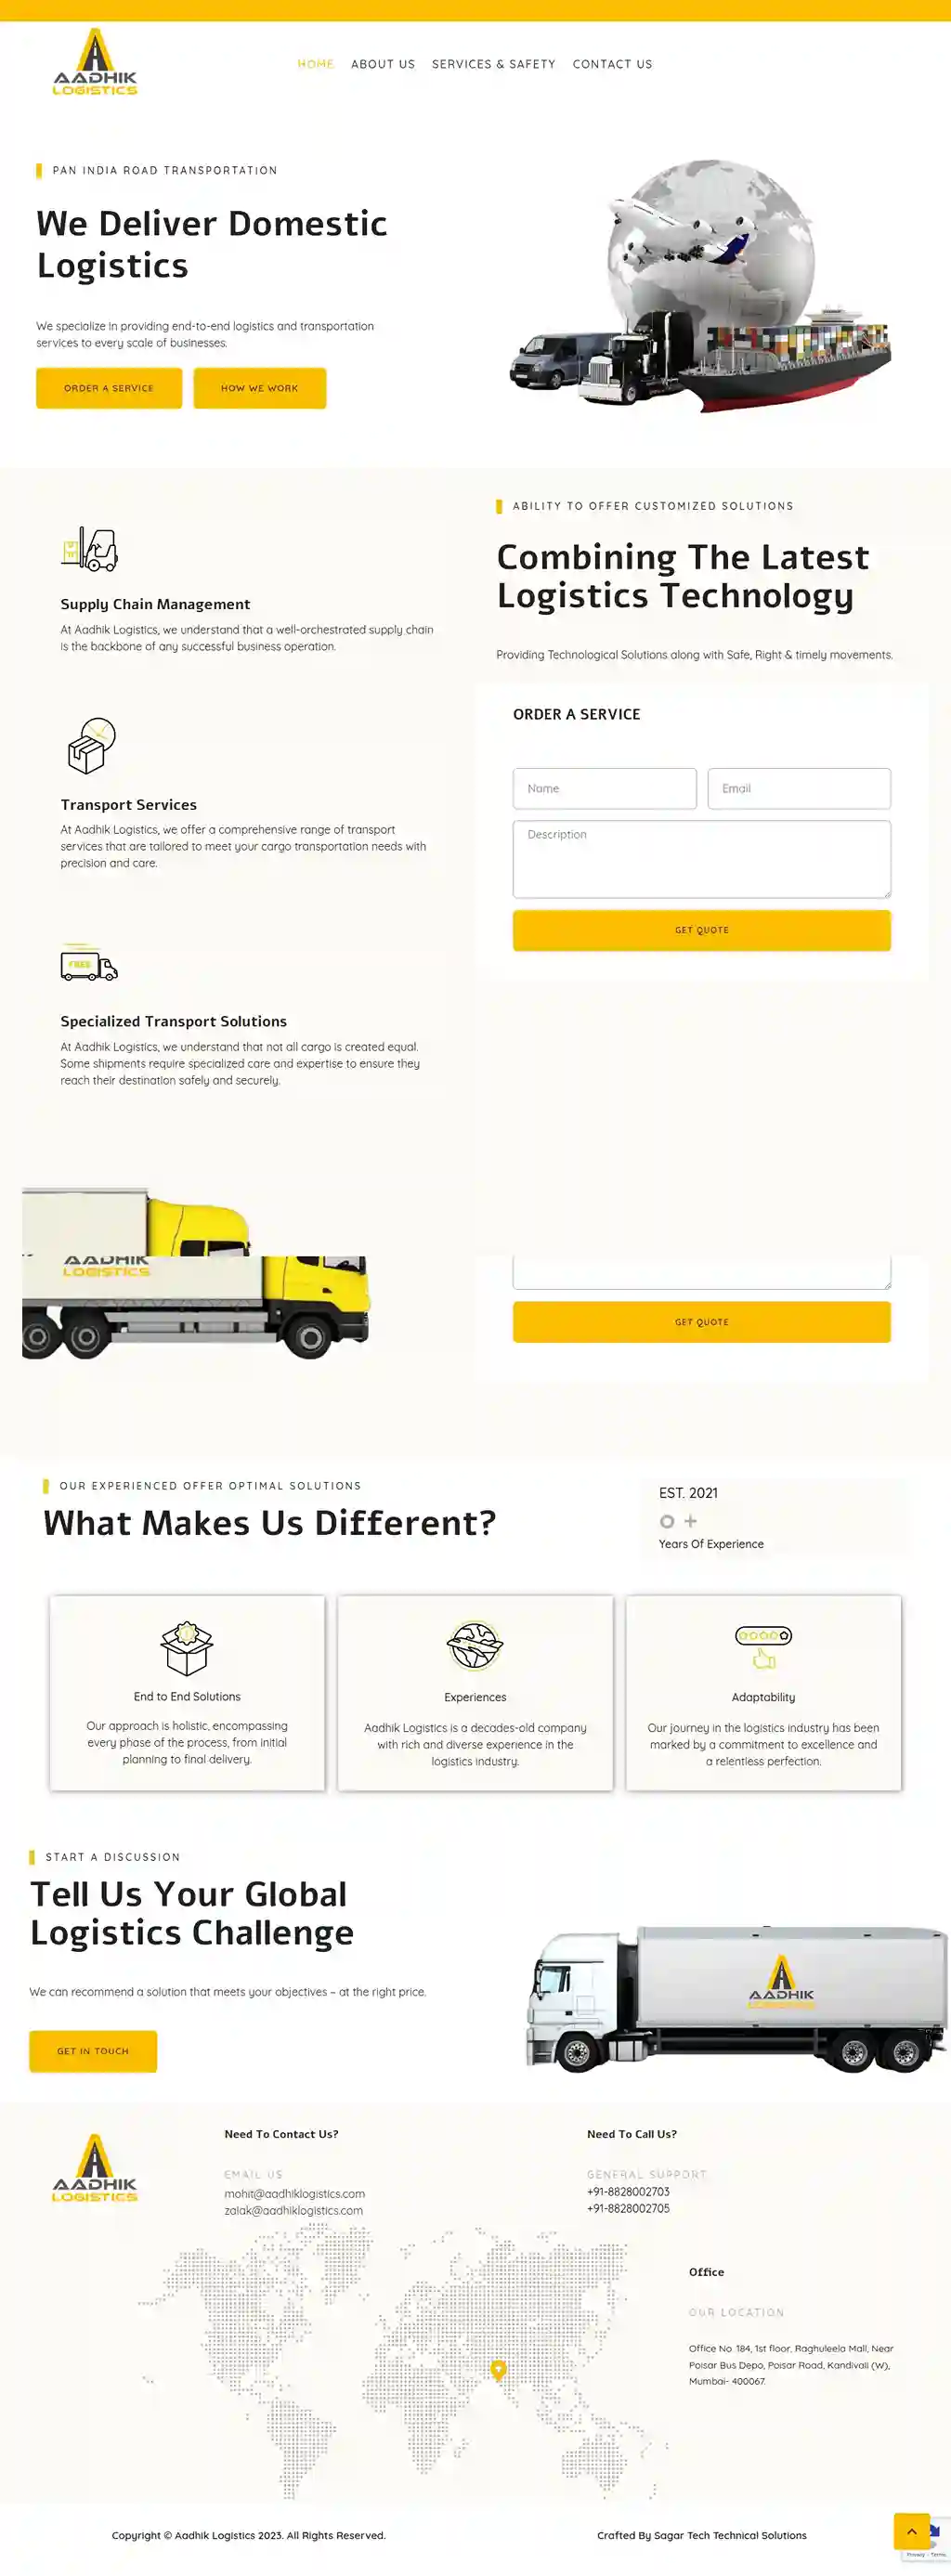 AADHIK
LOGISTICS
HOME ABOUT US SERVICES & SAFETY CONTACT US
PAN INDIA ROAD TRANSPORTATION
We Deliver Domestic
Logistics
We specialize in providing end-to-end logistics and transportation
services to every scale of businesses.
ORDER A SERVICE HOW WE WORK
Supply Chain Management
At Aadhik Logistics, we understand that a well-orchestrated supply chain
is the backbone of any successful business operation.
Transport Services
At Aadhik Logistics, we offer a comprehensive range of transport
services that are tailored to meet your cargo transportation needs with
precision and care.
FREE
Specialized Transport Solutions
At Aadhik Logistics, we understand that not all cargo is created equal.
Some shipments require specialized care and expertise to ensure they
reach their destination safely and securely.
AADHIK
LOGISTICS
ABILITY TO OFFER CUSTOMIZED SOLUTIONS
Combining The Latest
Logistics Technology
Providing Technological Solutions along with Safe, Right & timely movements.
ORDER A SERVICE
Name Email
Description
GET QUOTE
GET QUOTE
OUR EXPERIENCED OFFER OPTIMAL SOLUTIONS
What Makes Us Different?
EST. 2021
0 +
Years Of Experience
End to End Solutions
Our approach is holistic, encompassing
every phase of the process, from initial
planning to final delivery.
Experiences
Aadhik Logistics is a decades-old company
with rich and diverse experience in the
logistics industry.
Adaptability
Our journey in the logistics industry has been
marked by a commitment to excellence and
a relentless perfection.
START A DISCUSSION
Tell Us Your Global
Logistics Challenge
We can recommend a solution that meets your objectives – at the right price.
GET IN TOUCH
AADHIK
LOGISTICS
AADHIK
LOGISTICS
Need To Contact Us?
EMAIL US
mohit@aadhiklogistics.com
zalak@aadhiklogistics.com
Need To Call Us?
GENERAL SUPPORT
+91-8828002703
+91-8828002705
Office
OUR LOCATION
Office No. 184, 1st floor, Raghuleela Mall, Near
Poisar Bus Depo, Poisar Road, Kandivali (W),
Mumbai- 400067.
Copyright © Aadhik Logistics 2023. All Rights Reserved.
Crafted By Sagar Tech Technical Solutions
Privacy - Terms